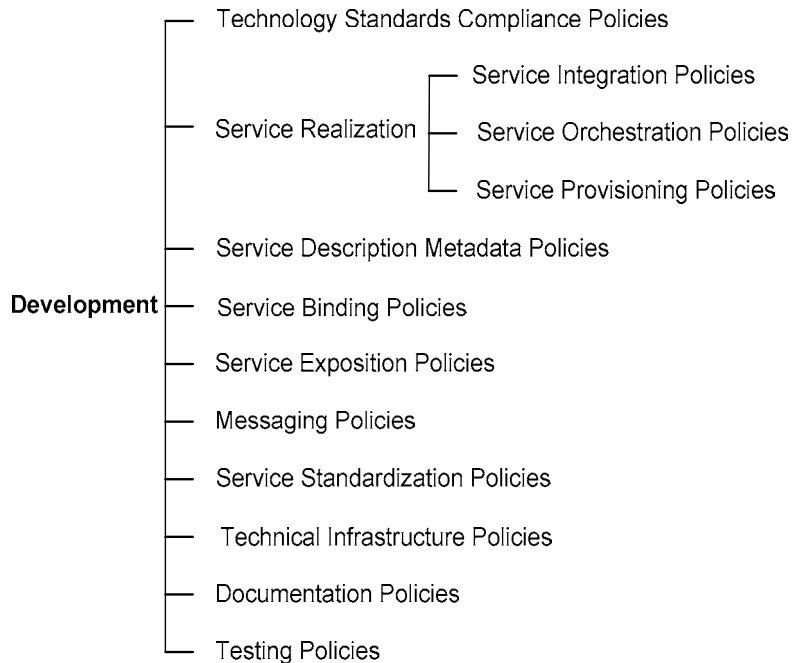 Technology Standards Compliance Policies
Service Integration Policies
Service Realization
Service Orchestration Policies
Service Provisioning Policies
Service Description Metadata Policies
Development
Service Binding Policies
Service Exposition Policies
Messaging Policies
Service Standardization Policies
Technical Infrastructure Policies
Documentation Policies
Testing Policies